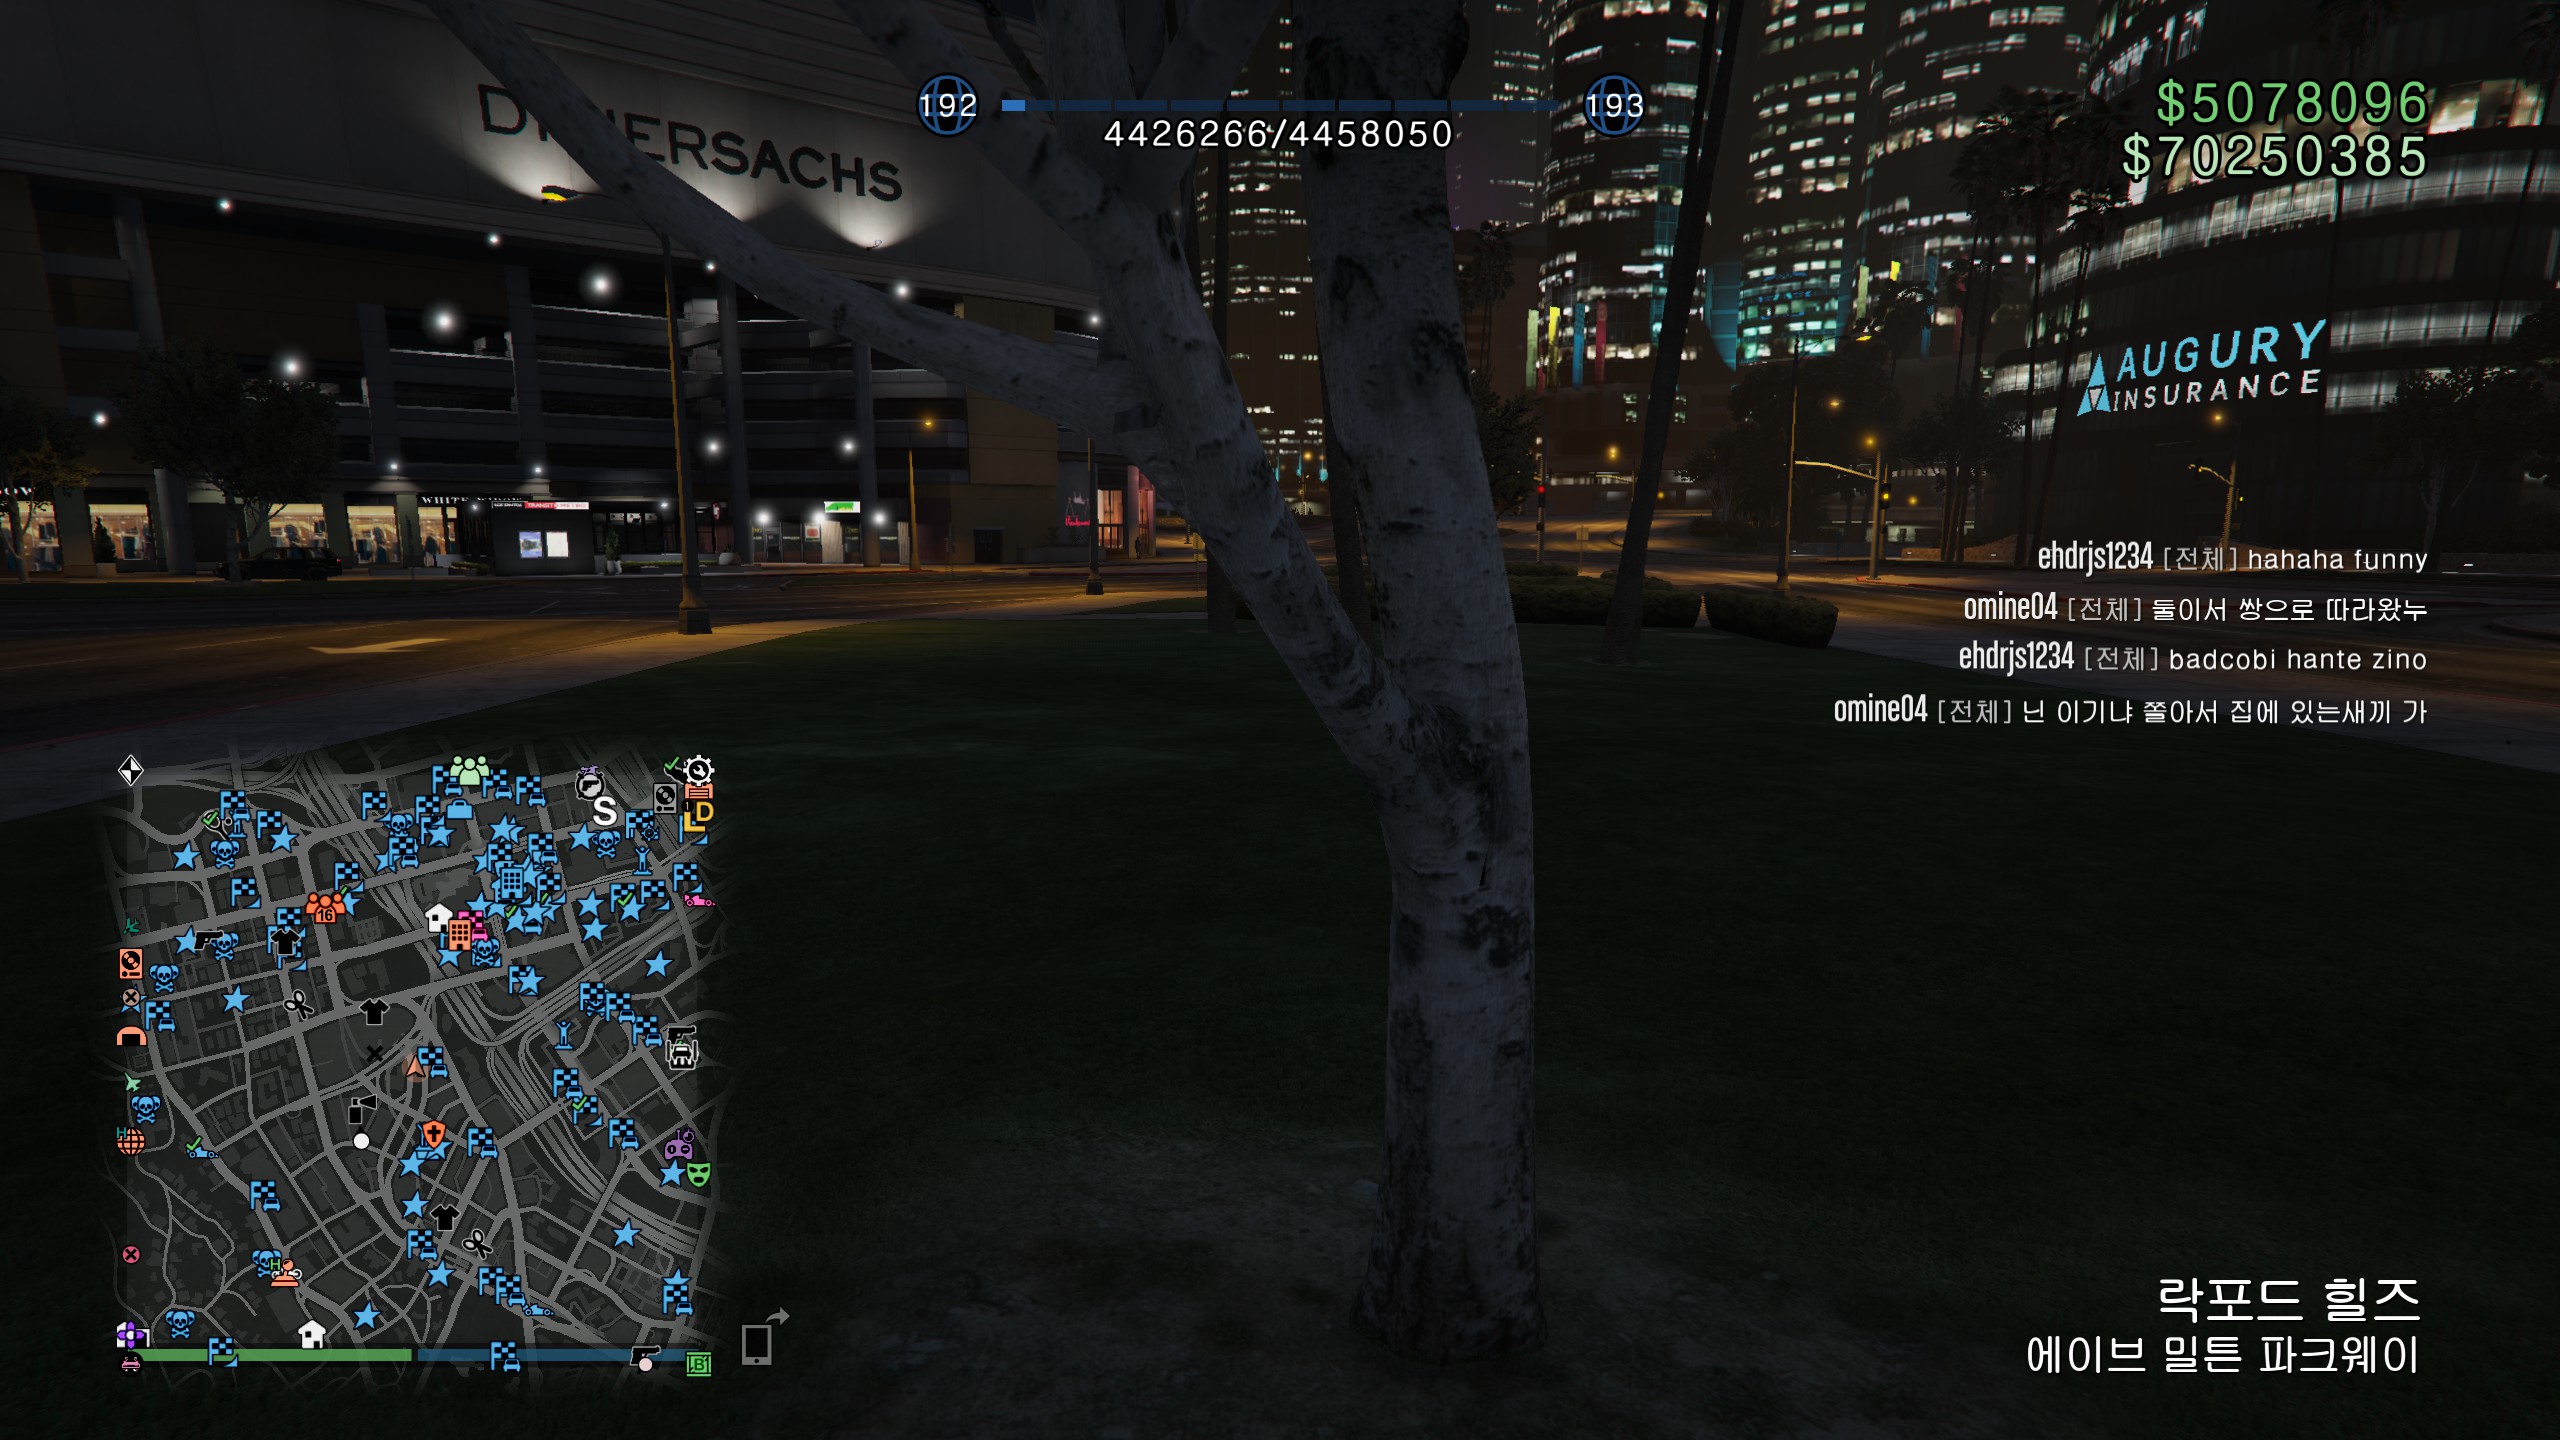 192
193
4426266/4458050
$5078096
$70250385
AUGURY
INSURANCE
TRANSIT
ehdrjs1234 [전체] hahaha funny
omine04 [전체] 둘이서 쌍으로 따라왔누
ehdrjs1234 [전체] badcobi hante zino
omine04 [전체] 닌 이기냐 쫄아서 집에 있는새끼 가
S
D
L
16
H
H
B
락포드 힐즈
에이브 밀튼 파크웨이